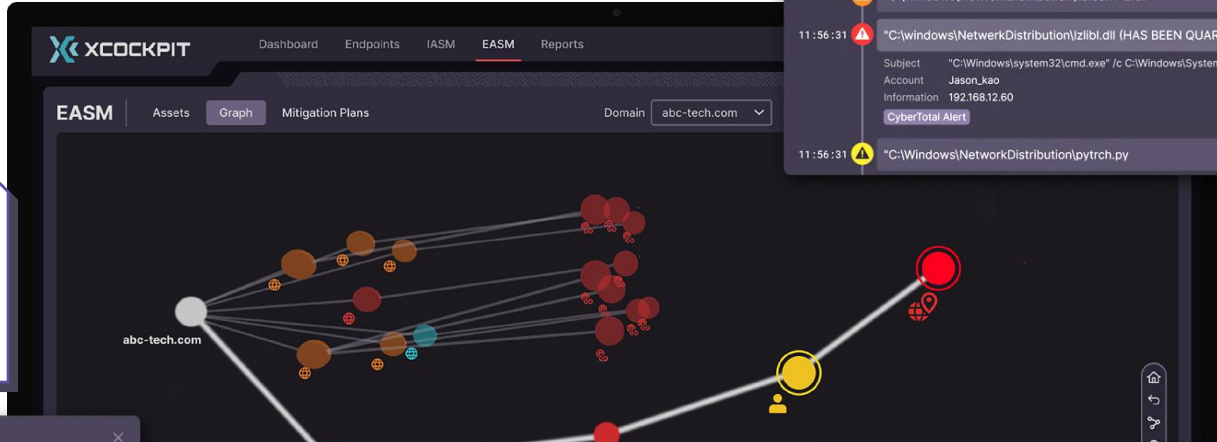 XCOCKPIT
Dashboard Endpoints IASM EASM Reports
EASM Assets Graph Mitigation Plans Domain abc-tech.com
11:56:31 "C:\windows\NetwerkDistribution\lzlibl.dll (HAS BEEN QUAR
Subject "C:\Windows\system32\cmd.exe" /c C:\Windows\System
Account Jason_kao
Information 192.168.12.60
CyberTotal Alert
11:56:31 "C:\Windows\NetworkDistribution\pytrch.py
abc-tech.com